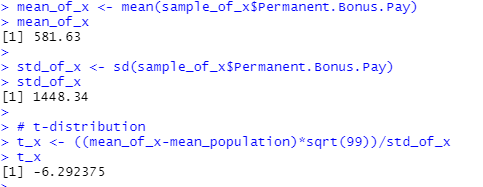 > mean_of_x <- mean(sample_of_x$Permanent.Bonus.Pay)
> mean_of_x
[1] 581.63
>
> std_of_x <- sd(sample_of_x$Permanent.Bonus.Pay)
> std_of_x
[1] 1448.34
>
> # t-distribution
> t_x <- ((mean_of_x-mean_population)*sqrt(99))/std_of_x
> t_x
[1] -6.292375
>